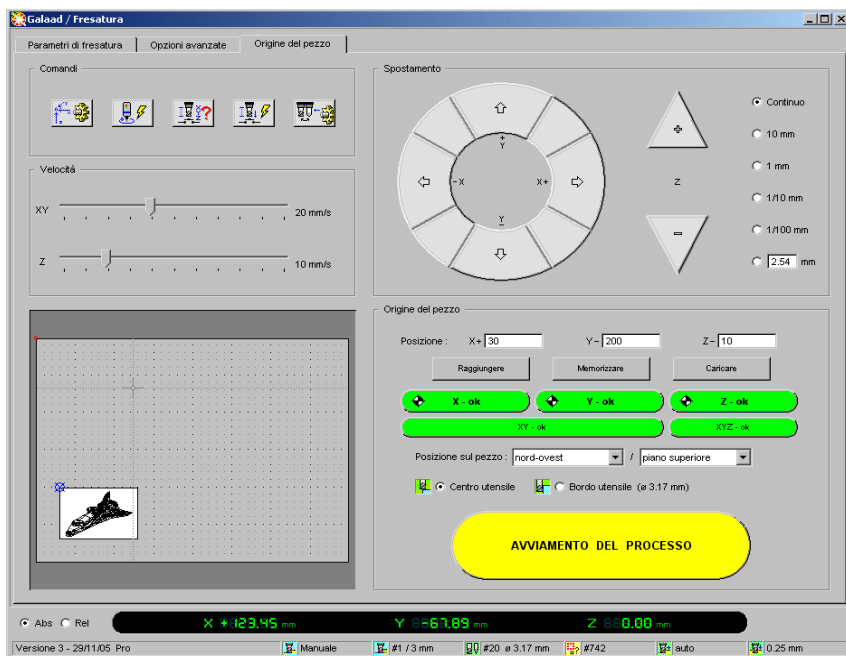 Galaad / Fresatura
Parametri di fresatura Opzioni avanzate Origine del pezzo
Comandi
Velocità
XY 20 mm/s
Z 10 mm/s
Spostamento
+
Y
- X X+
Y
-
+
Z
-
Continuo
10 mm
1 mm
1/10 mm
1/100 mm
2.54 mm
Origine del pezzo
Posizione : X+ 30 Y- 200 Z- 10
Raggiungere Memorizzare Caricare
X - ok Y - ok Z - ok
XY - ok XYZ - ok
Posizione sul pezzo : nord-ovest / piano superiore
Centro utensile Bordo utensile (ø 3.17 mm)
AVVIAMENTO DEL PROCESSO
Abs Rel X +123.45 mm Y 67.89 mm Z 0.00 mm
Versione 3 - 29/11/05 Pro Manuale #1 / 3 mm #20 ø 3.17 mm #742 auto 0.25 mm